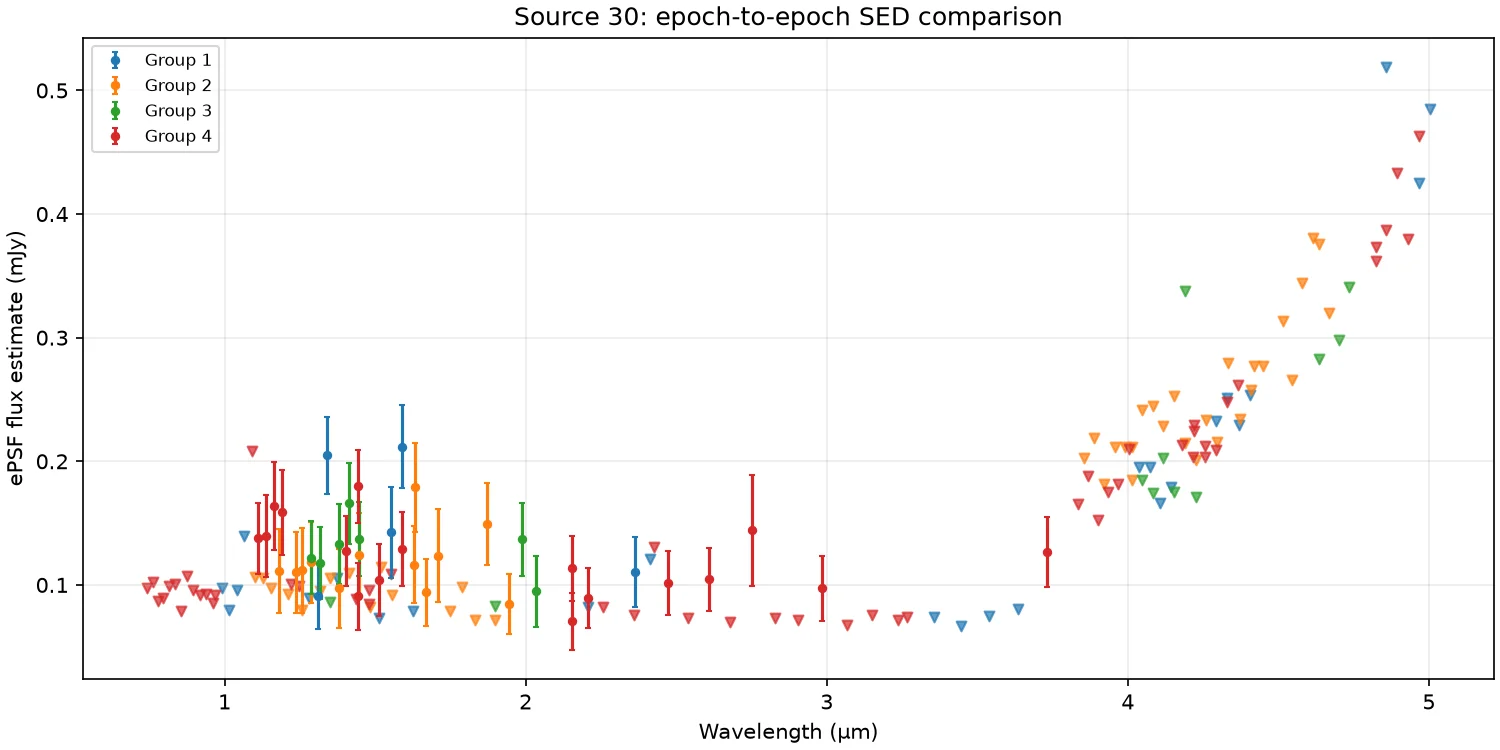 Source 30: epoch-to-epoch SED comparison
Group 1
Group 2
Group 3
Group 4
ePSF flux estimate (mJy)
0.5
0.4
0.3
0.2
0.1
1 2 3 4 5
Wavelength (μm)